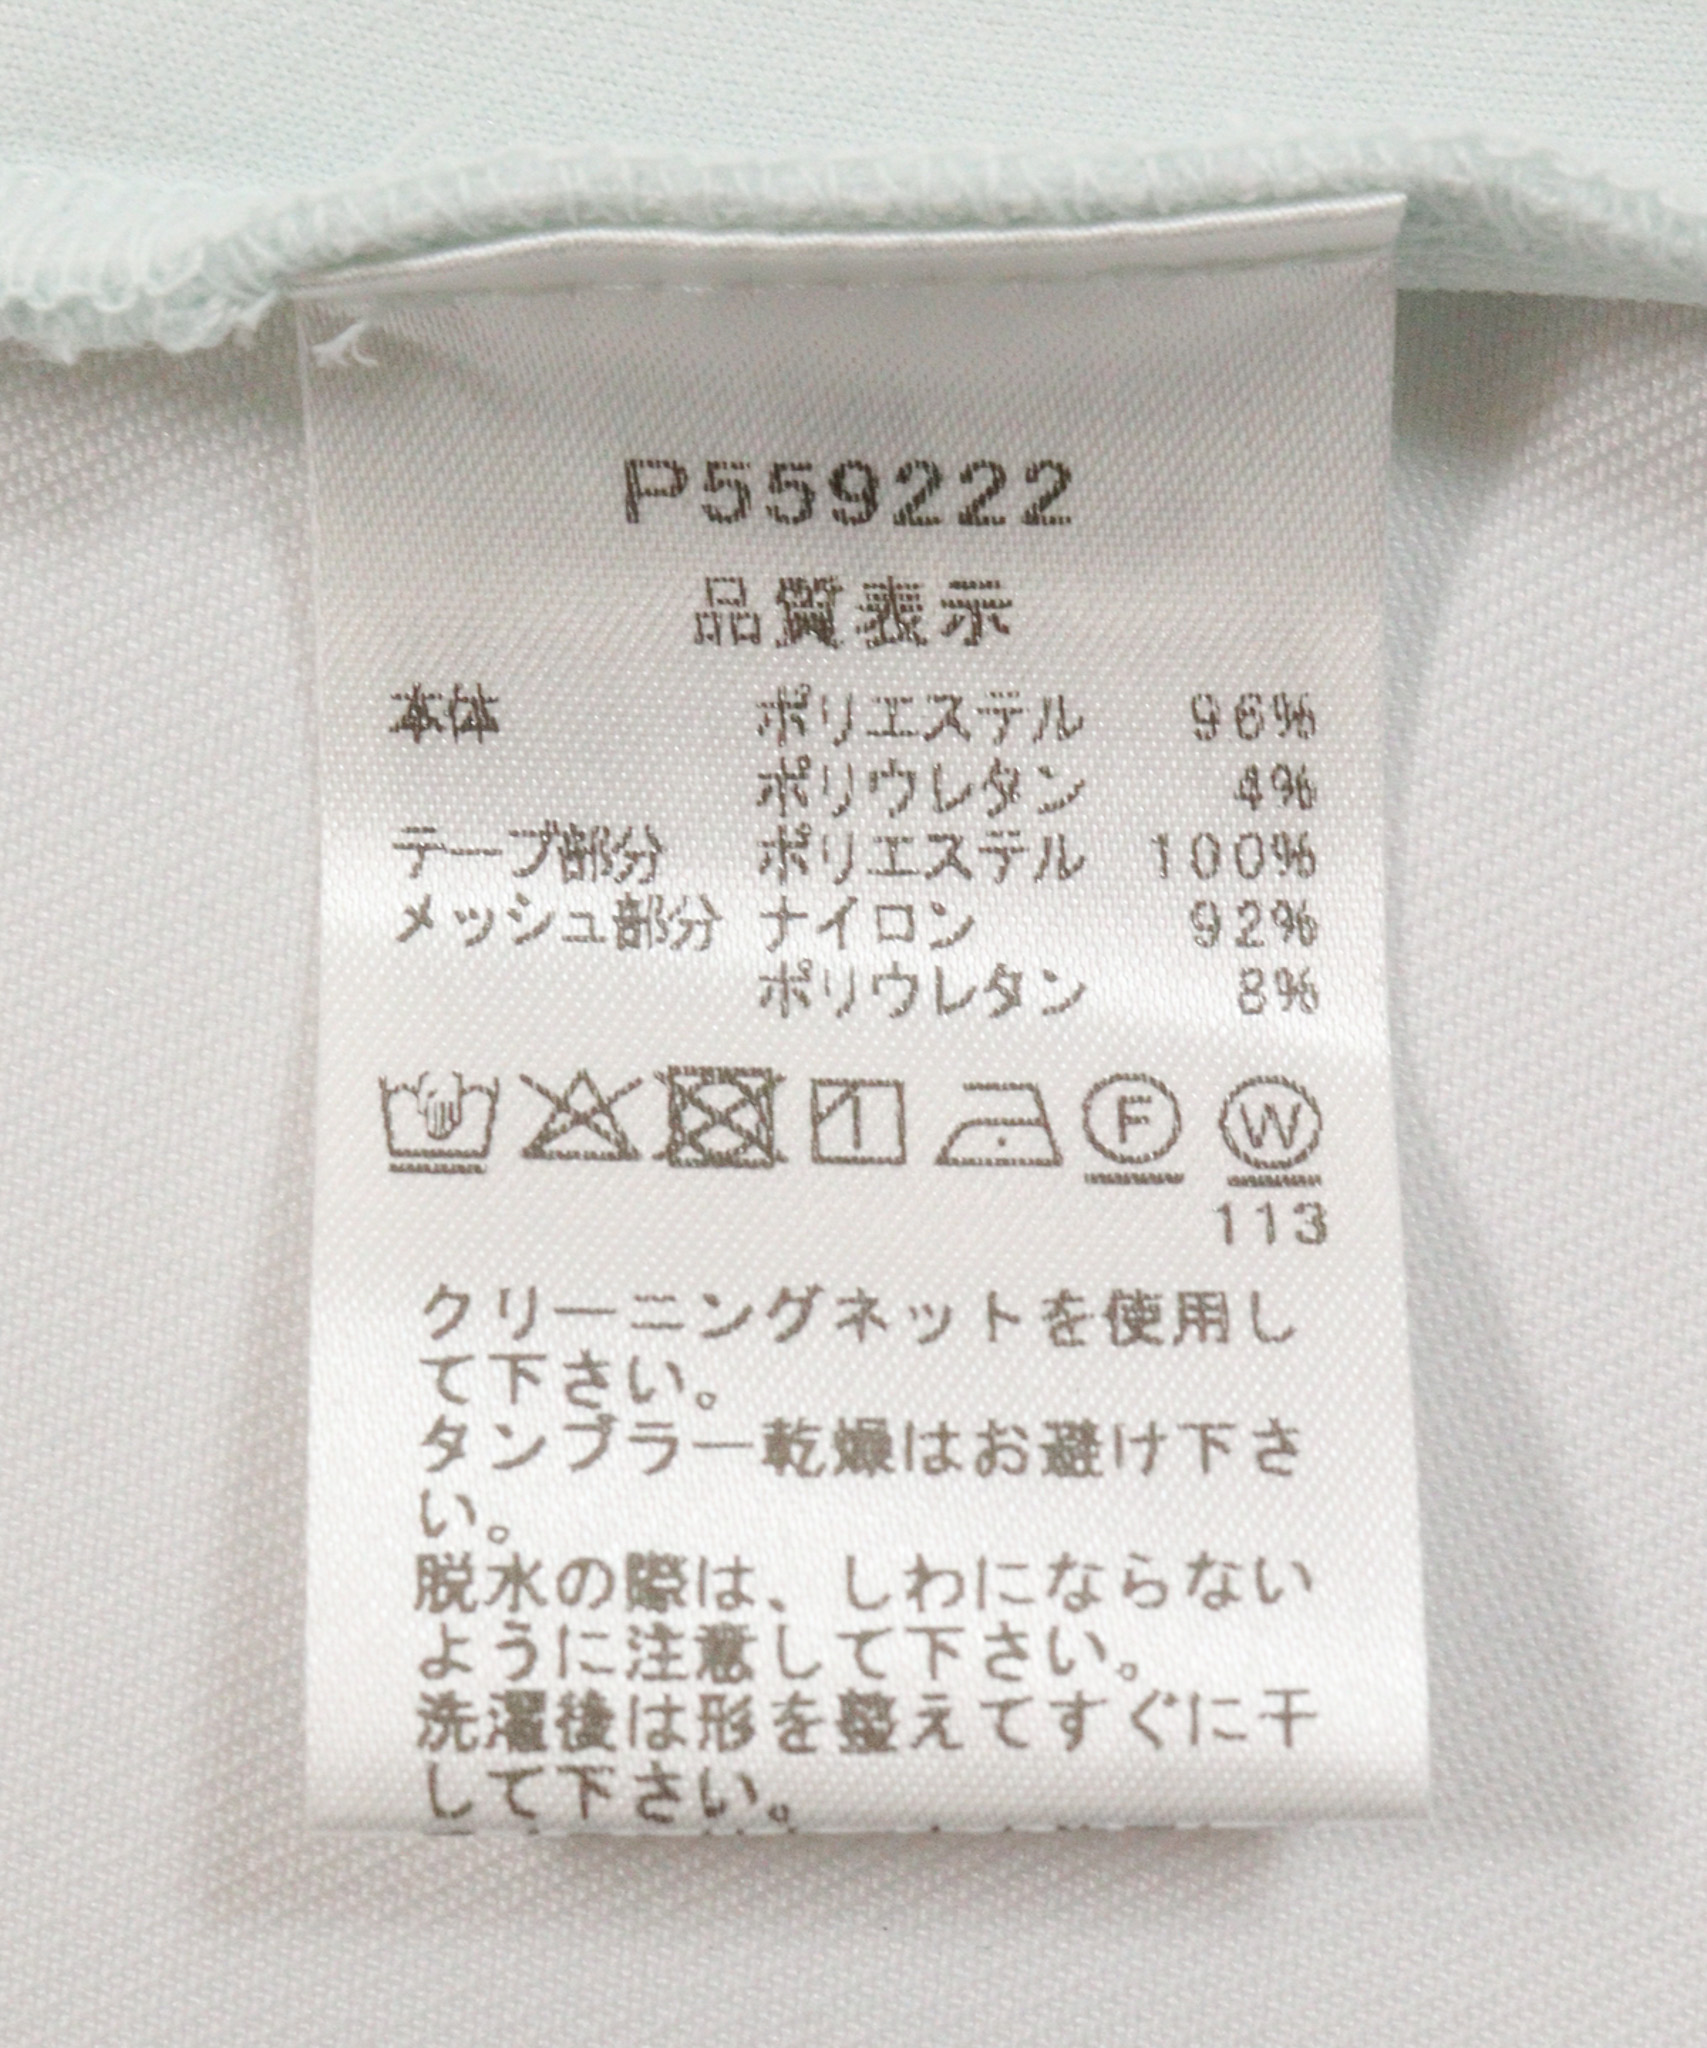 P559222
品質表示
本体 ポリエステル 96%
ポリウレタン 4%
テープ部分 ポリエステル 100%
メッシュ部分 ナイロン 92%
ポリウレタン 8%
1 F W
113
クリーニングネットを使用し
て下さい。
タンブラー乾燥はお避け下さ
い。
脱水の際は、しわにならない
ように注意して下さい。
洗濯後は形を整えてすぐに干
して下さい。